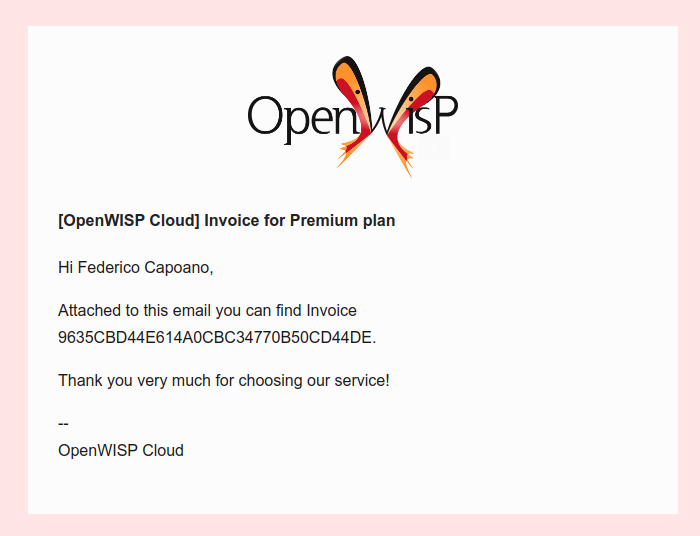 OpenWisP
[OpenWISP Cloud] Invoice for Premium plan
Hi Federico Capoano,
Attached to this email you can find Invoice
9635CBD44E614A0CBC34770B50CD44DE.
Thank you very much for choosing our service!
--
OpenWISP Cloud